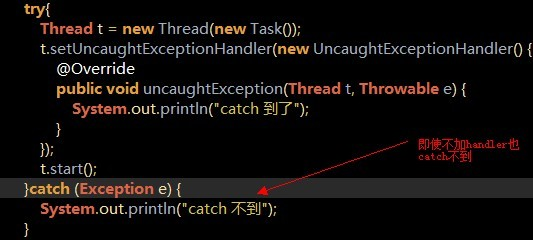 try{
Thread t = new Thread(new Task());
t.setUncaughtExceptionHandler(new UncaughtExceptionHandler() {
@Override
public void uncaughtException(Thread t, Throwable e) {
System.out.println("catch 到了");
}
});
t.start();
}catch (Exception e) {
System.out.println("catch 不到");
}
即使不加handler也
catch不到